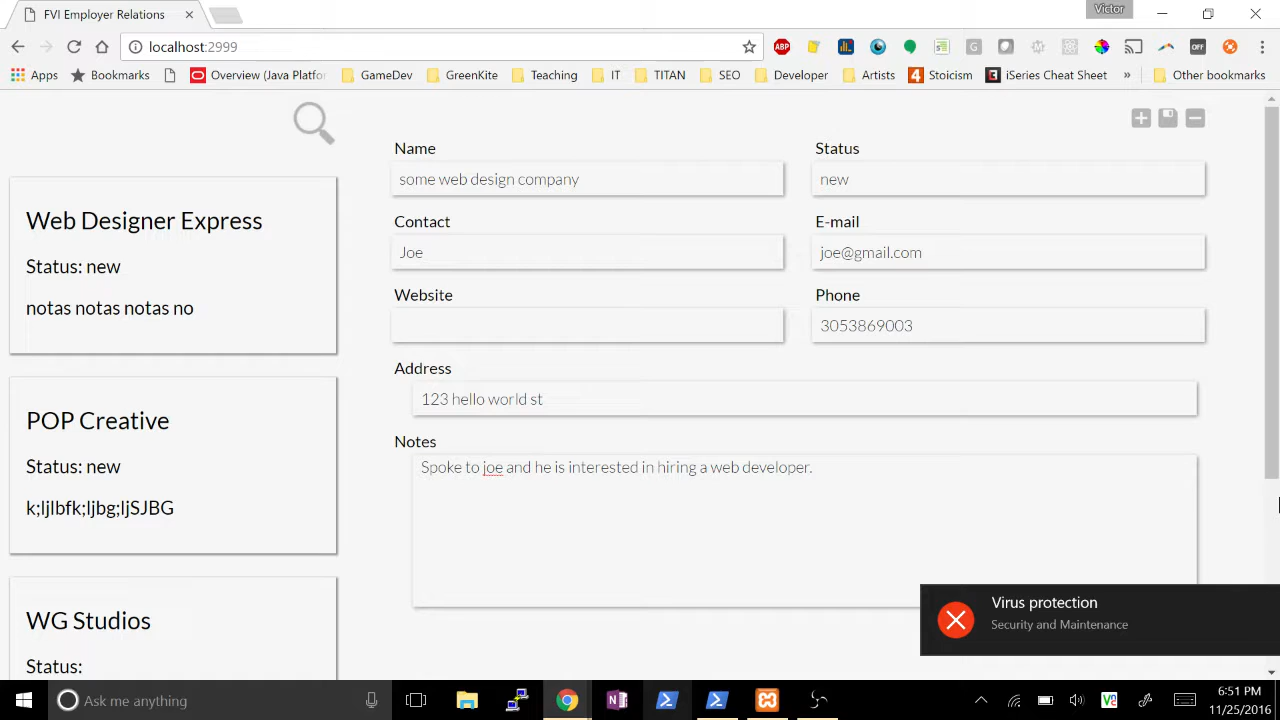 FVI Employer Relations
Victor
localhost:2999
ABP
G
OFF
Apps
Bookmarks
Overview (Java Platfo
GameDev
GreenKite
Teaching
IT
TITAN
SEO
Developer
Artists
4 Stoicism
iSeries Cheat Sheet
»
Other bookmarks
Name
Status
some web design company
new
Contact
E-mail
Joe
joe@gmail.com
Website
Phone
3053869003
Address
123 hello world st
Notes
Spoke to joe and he is interested in hiring a web developer.
Web Designer Express
Status: new
notas notas notas no
POP Creative
Status: new
k;ljlbfk;ljbg;ljSJBG
WG Studios
Status:
Virus protection
Security and Maintenance
Ask me anything
6:51 PM
11/25/2016